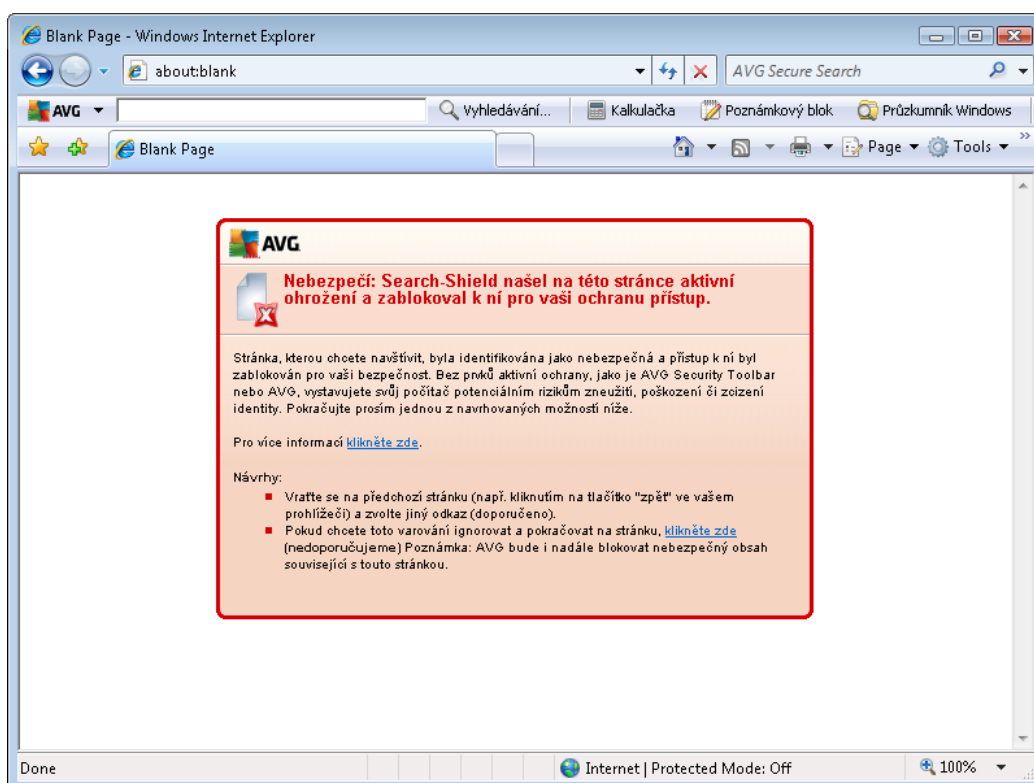 Blank Page - Windows Internet Explorer
about:blank
AVG Secure Search
AVG
Vyhledávání...
Kalkulačka
Poznámkový blok
Průzkumník Windows
Blank Page
Page
Tools
AVG
Nebezpečí: Search-Shield našel na této stránce aktivní
ohrožení a zablokoval k ní pro vaši ochranu přístup.
Stránka, kterou chcete navštívit, byla identifikována jako nebezpečná a přístup k ní byl
zablokován pro vaši bezpečnost. Bez prvků aktivní ochrany, jako je AVG Security Toolbar
nebo AVG, vystavujete svůj počítač potenciálním rizikům zneužití, poškození či zcizení
identity. Pokračujte prosím jednou z navrhovaných možností níže.
Pro více informací klikněte zde.
Návrhy:
Vraťte se na předchozí stránku (např. kliknutím na tlačítko "zpět" ve vašem
prohlížeči) a zvolte jiný odkaz (doporučeno).
Pokud chcete toto varování ignorovat a pokračovat na stránku, klikněte zde
(nedoporučujeme) Poznámka: AVG bude i nadále blokovat nebezpečný obsah
související s touto stránkou.
Done
Internet | Protected Mode: Off
100%